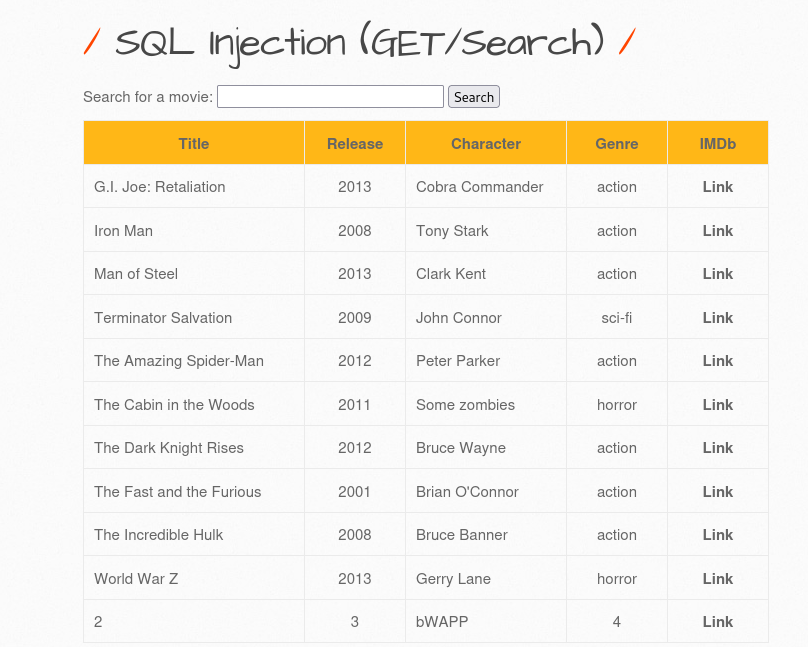 / SQL Injection (GET/Search) /
Search for a movie: Search
Title Release Character Genre IMDb
G.I. Joe: Retaliation 2013 Cobra Commander action Link
Iron Man 2008 Tony Stark action Link
Man of Steel 2013 Clark Kent action Link
Terminator Salvation 2009 John Connor sci-fi Link
The Amazing Spider-Man 2012 Peter Parker action Link
The Cabin in the Woods 2011 Some zombies horror Link
The Dark Knight Rises 2012 Bruce Wayne action Link
The Fast and the Furious 2001 Brian O'Connor action Link
The Incredible Hulk 2008 Bruce Banner action Link
World War Z 2013 Gerry Lane horror Link
2 3 bWAPP 4 Link